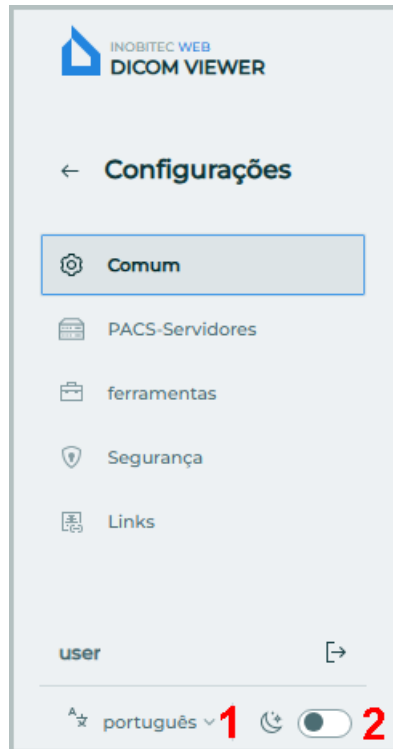 INOBITEC WEB
DICOM VIEWER
← Configurações
Comum
PACS-Servidores
ferramentas
Segurança
Links
user
português 1 2